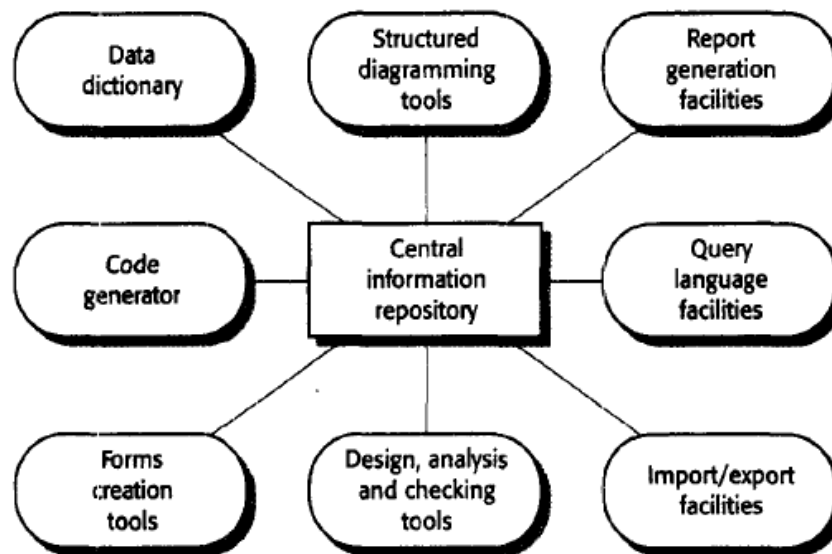 Data
dictionary
Structured
diagramming
tools
Report
generation
facilities
Code
generator
Central
information
repository
Query
language
facilities
Forms
creation
tools
Design, analysis
and checking
tools
Import/export
facilities